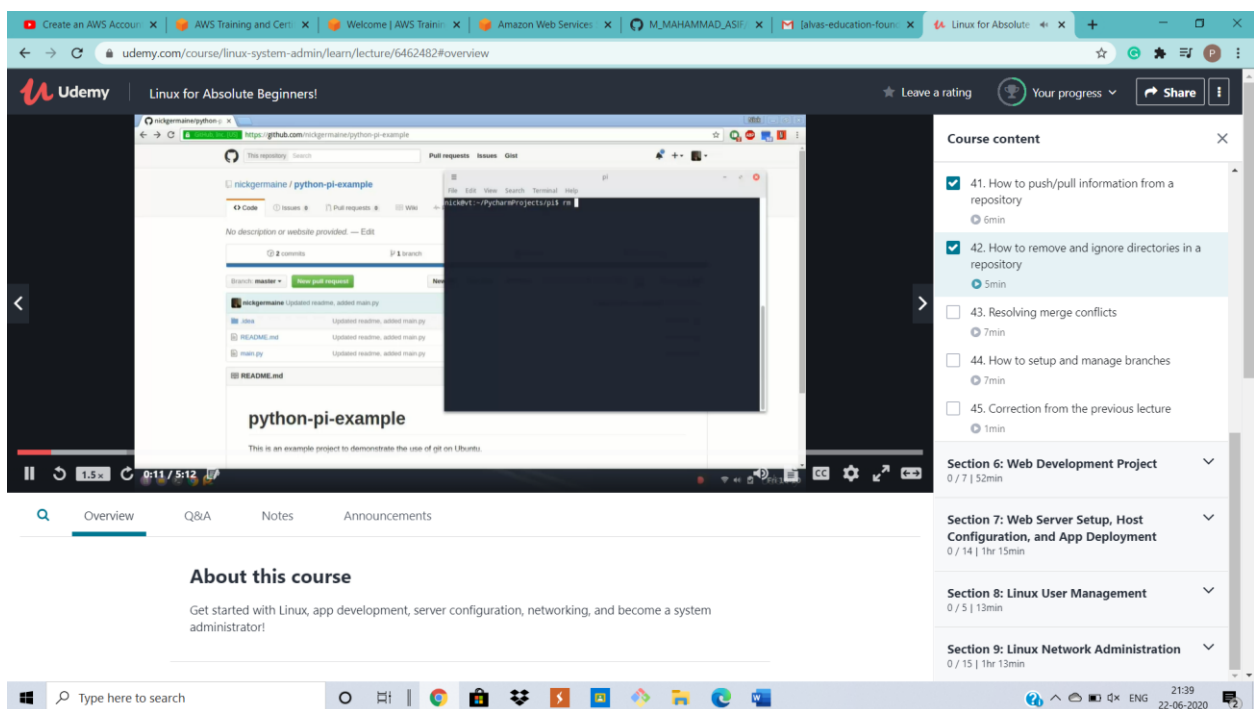 Create an AWS Accoun
AWS Training and Certi
Welcome | AWS Trainin
Amazon Web Services
M_MAHAMMAD_ASIF/
[alvas-education-foun
Linux for Absolute
udemy.com/course/linux-system-admin/learn/lecture/6462482#overview
P
Udemy
Linux for Absolute Beginners!
Leave a rating
Your progress
Share
nickgermaine/python-p
https://github.com/nickgermaine/python-pi-example
This repository Search
Pull requests Issues Gist
nickgermaine / python-pi-example
Code
Issues
Pull requests
Wiki
No description or website provided. — Edit
2 commits
1 branch
Branch: master
New pull request
New
nickgermaine Updated readme, added main.py
.idea Updated readme, added main.py
README.md Updated readme, added main.py
main.py Updated readme, added main.py
README.md
python-pi-example
This is an example project to demonstrate the use of git on Ubuntu.
pi
File Edit View Search Terminal Help
nick@vt:~/PycharmProjects/pi$ rm
1.5x
0:11 / 5:12
CC
Course content
41. How to push/pull information from a
repository
6min
42. How to remove and ignore directories in a
repository
5min
43. Resolving merge conflicts
7min
44. How to setup and manage branches
7min
45. Correction from the previous lecture
1min
Section 6: Web Development Project
0 / 7 | 52min
Section 7: Web Server Setup, Host
Configuration, and App Deployment
0 / 14 | 1hr 15min
Section 8: Linux User Management
0 / 5 | 13min
Section 9: Linux Network Administration
0 / 15 | 1hr 13min
Overview
Q&A
Notes
Announcements
About this course
Get started with Linux, app development, server configuration, networking, and become a system
administrator!
Type here to search
ENG
21:39
22-06-2020